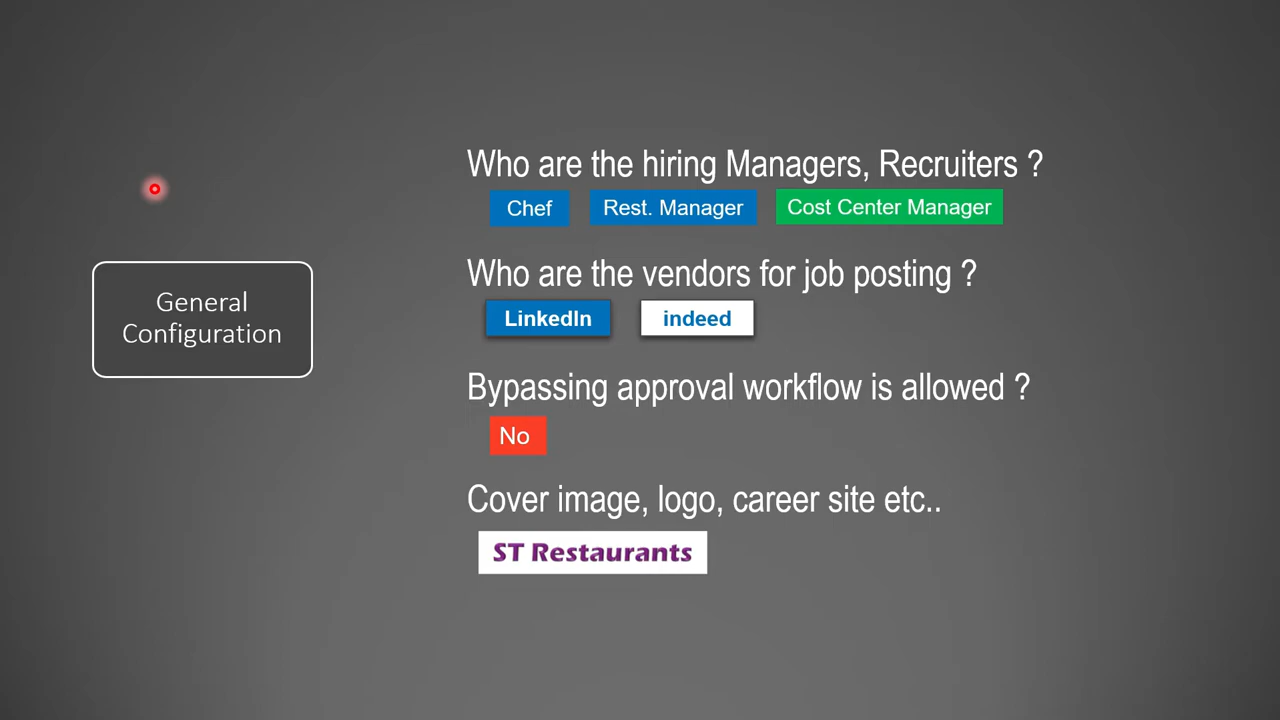 Who are the hiring Managers, Recruiters ?
Chef Rest. Manager Cost Center Manager
General
Configuration
Who are the vendors for job posting ?
LinkedIn indeed
Bypassing approval workflow is allowed ?
No
Cover image, logo, career site etc..
ST Restaurants